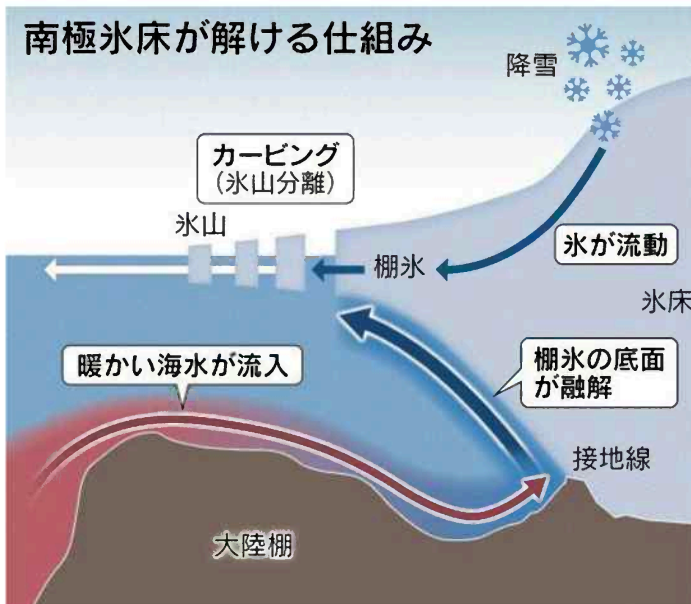 南極氷床が解ける仕組み
降雪
カービング
(氷山分離)
氷山
棚氷
氷が流動
氷床
暖かい海水が流入
棚氷の底面
が融解
接地線
大陸棚